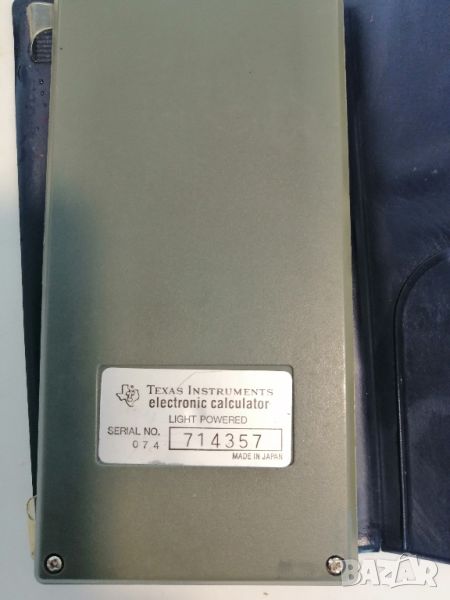 TEXAS INSTRUMENTS
electronic calculator
LIGHT POWERED
SERIAL NO. 714357
074
MADE IN JAPAN
BAZAR